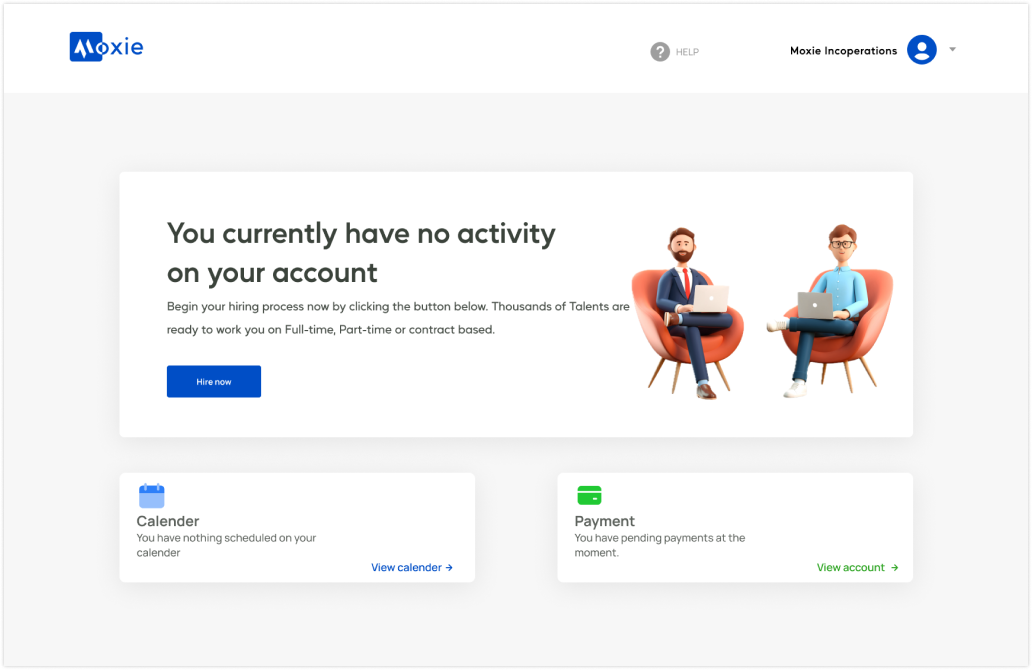 Moxie
? HELP
Moxie Incoperations
You currently have no activity
on your account
Begin your hiring process now by clicking the button below. Thousands of Talents are
ready to work you on Full-time, Part-time or contract based.
Hire now
Calender
You have nothing scheduled on your
calender
View calender →
Payment
You have pending payments at the
moment.
View account →